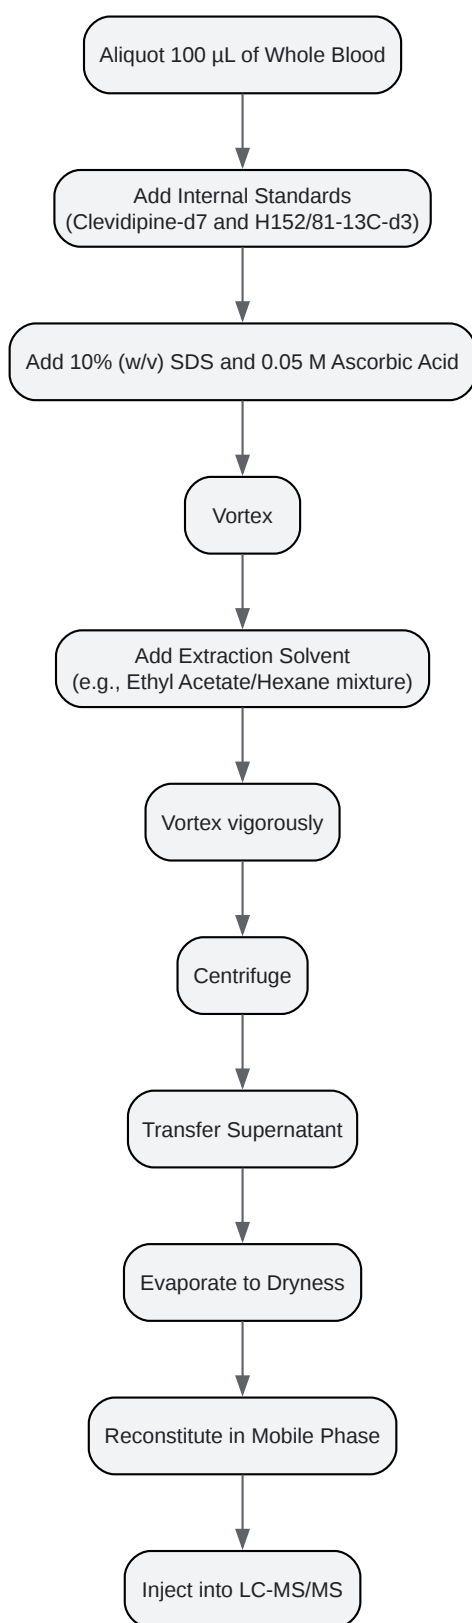 Aliquot 100 µL of Whole Blood
Add Internal Standards
(Clevidipine-d7 and H152/81-13C-d3)
Add 10% (w/v) SDS and 0.05 M Ascorbic Acid
Vortex
Add Extraction Solvent
(e.g., Ethyl Acetate/Hexane mixture)
Vortex vigorously
Centrifuge
Transfer Supernatant
Evaporate to Dryness
Reconstitute in Mobile Phase
Inject into LC-MS/MS